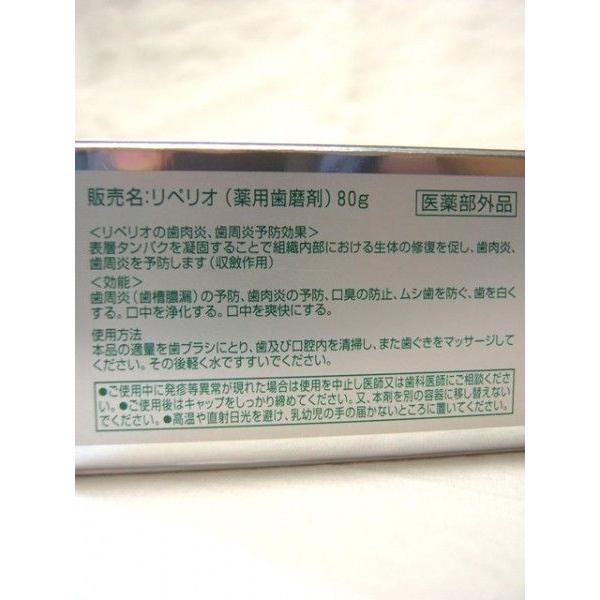 販売名:リペリオ(薬用歯磨剤)80g
医薬部外品
<リペリオの歯肉炎、歯周炎予防効果>
表層タンパクを凝固することで組織内部における生体の修復を促し、歯肉炎、
歯周炎を予防します(収斂作用)
<効能>
歯周炎(歯槽膿漏)の予防、歯肉炎の予防、口臭の防止、ムシ歯を防ぐ、歯を白く
する。口中を浄化する。口中を爽快にする。
使用方法
本品の適量を歯ブラシにとり、歯及び口腔内を清掃し、また歯ぐきをマッサージして
ください。その後軽く水ですすいでください。
●ご使用中に発疹等異常が現れた場合は使用を中止し医師又は歯科医師にご相談くださ
い。●ご使用後はキャップをしっかり締めてください。又、本剤を別の容器に移し替えない
でください。●高温や直射日光を避け、乳幼児の手の届かないところに置いてください。